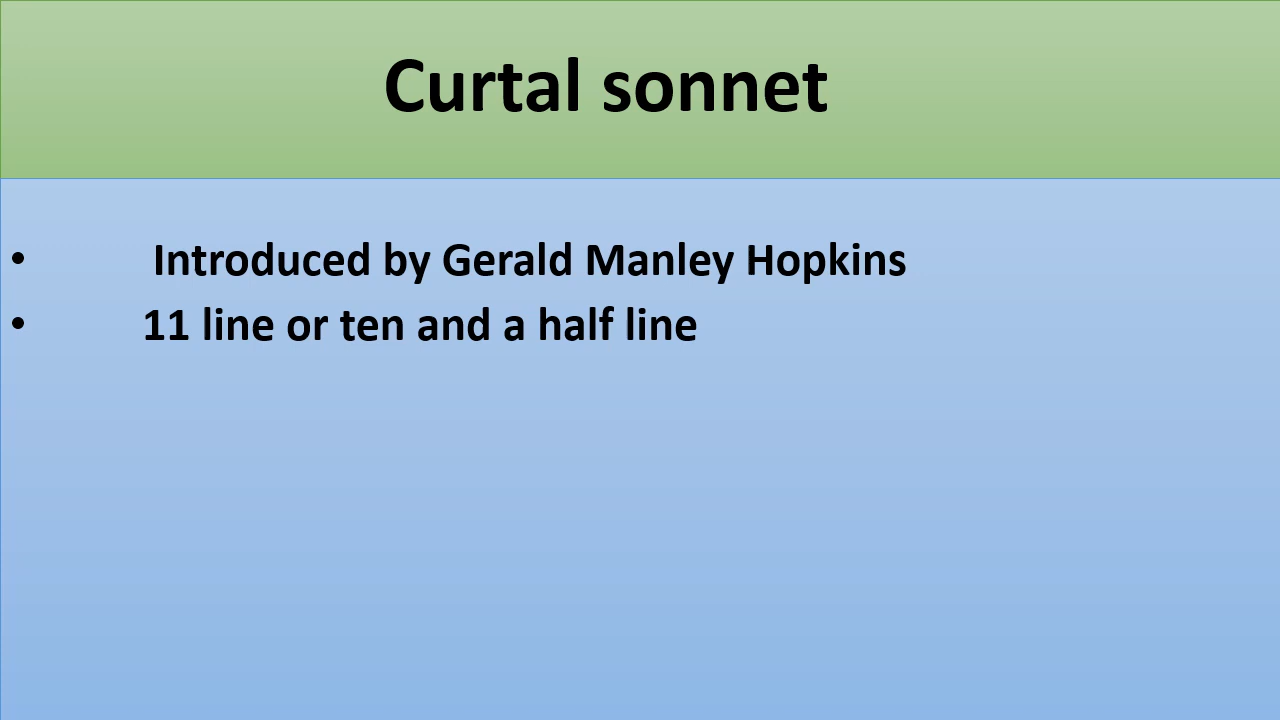 Curtal sonnet
• Introduced by Gerald Manley Hopkins
• 11 line or ten and a half line